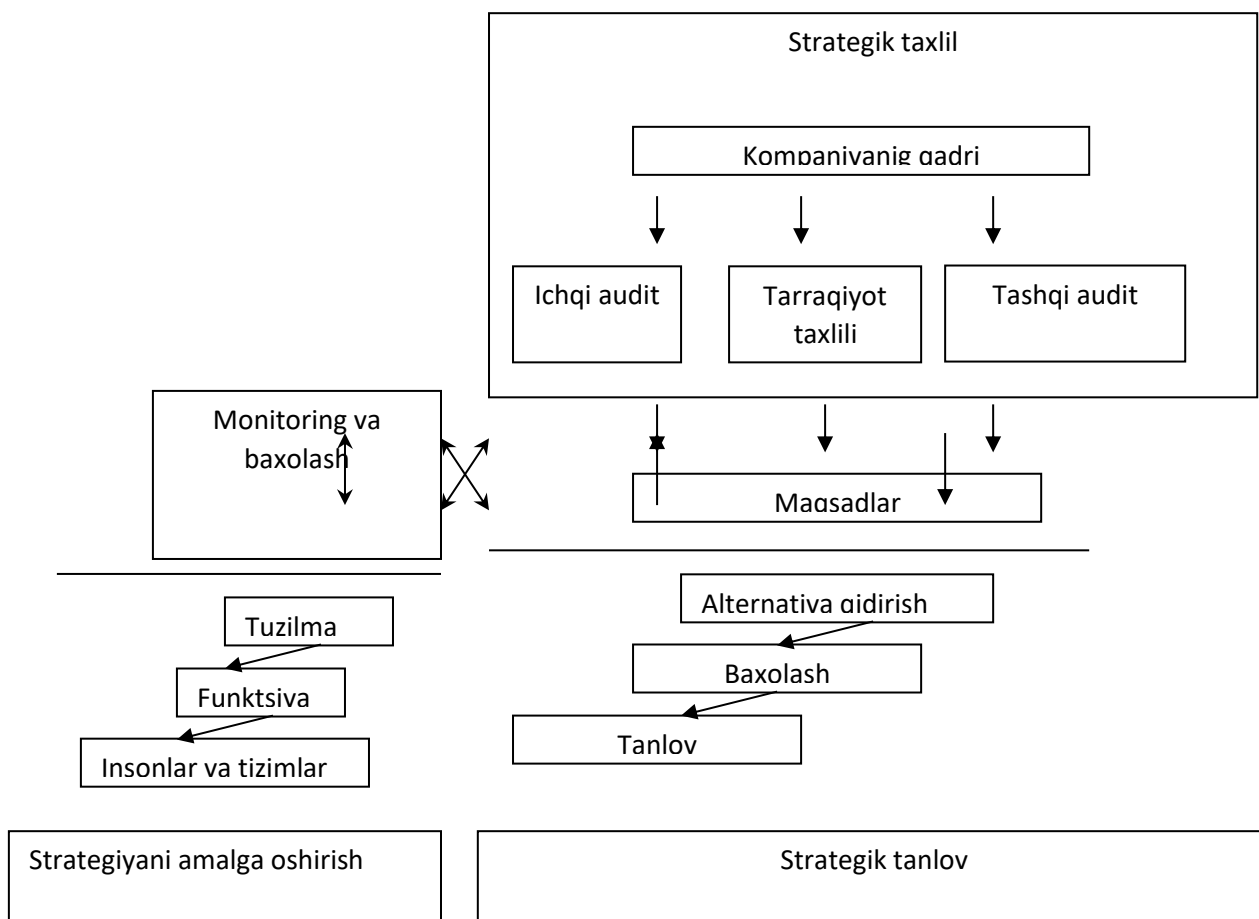 Strategik taxlil
Kompaniyanig qadri
Ichqi audit
Tarraqiyot
taxlili
Tashqi audit
Monitoring va
baxolash
Maqsadlar
Alternativa qidirish
Tuzilma
Baxolash
Funktsiya
Tanlov
Insonlar va tizimlar
Strategiyani amalga oshirish
Strategik tanlov